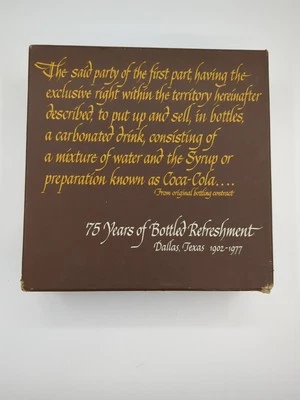 The said party of the first part, having the
exclusive right within the territory hereinafter
described, to put up and sell, in bottles,
a carbonated drink, consisting of
a mixture of water and the Syrup or
preparation known as Coca-Cola....
From original bottling contract
75 Years of Bottled Refreshment
Dallas, Texas 1902-1977